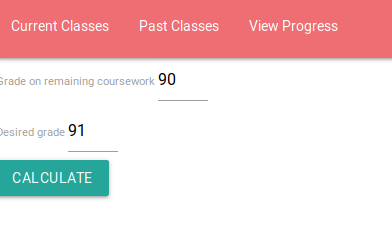 Current Classes Past Classes View Progress
Grade on remaining coursework 90
Desired grade 91
CALCULATE